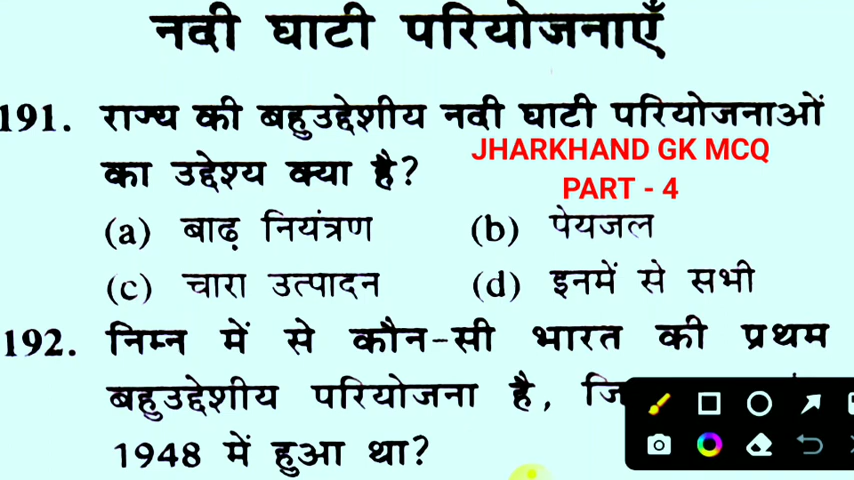 नदी घाटी परियोजनाएँ
191. राज्य की बहुउद्देशीय नदी घाटी परियोजनाओं
का उद्देश्य क्या है?
JHARKHAND GK MCQ
PART - 4
(a) बाढ़ नियंत्रण (b) पेयजल
(c) चारा उत्पादन (d) इनमें से सभी
192. निम्न में से कौन-सी भारत की प्रथम
बहुउद्देशीय परियोजना है,
1948 में हुआ था?